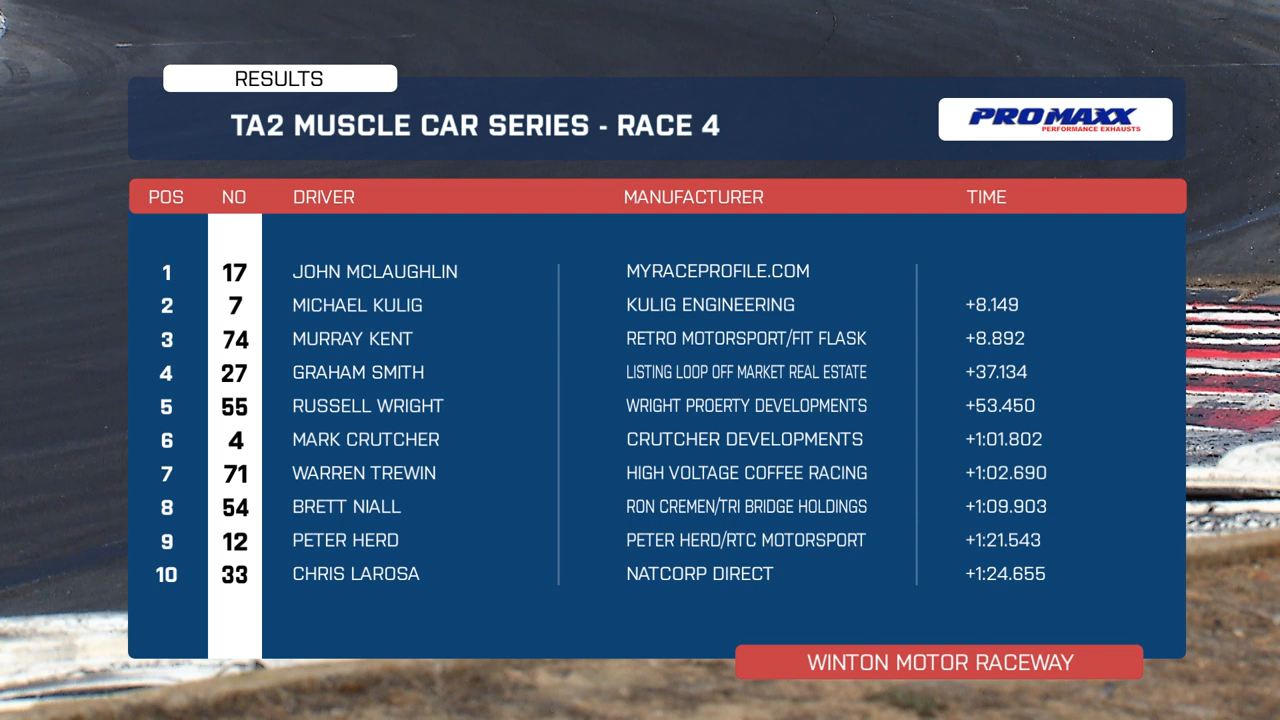 RESULTS
TA2 MUSCLE CAR SERIES - RACE 4
PRO MAXX
PERFORMANCE EXHAUSTS
POS NO DRIVER MANUFACTURER TIME
1 17 JOHN MCLAUGHLIN MYRACEPROFILE.COM
2 7 MICHAEL KULIG KULIG ENGINEERING +8.149
3 74 MURRAY KENT RETRO MOTORSPORT/FIT FLASK +8.892
4 27 GRAHAM SMITH LISTING LOOP OFF MARKET REAL ESTATE +37.134
5 55 RUSSELL WRIGHT WRIGHT PROERTY DEVELOPMENTS +53.450
6 4 MARK CRUTCHER CRUTCHER DEVELOPMENTS +1:01.802
7 71 WARREN TREWIN HIGH VOLTAGE COFFEE RACING +1:02.690
8 54 BRETT NIALL RON CREMEN/TRI BRIDGE HOLDINGS +1:09.903
9 12 PETER HERD PETER HERD/RTC MOTORSPORT +1:21.543
10 33 CHRIS LAROSA NATCORP DIRECT +1:24.655
WINTON MOTOR RACEWAY